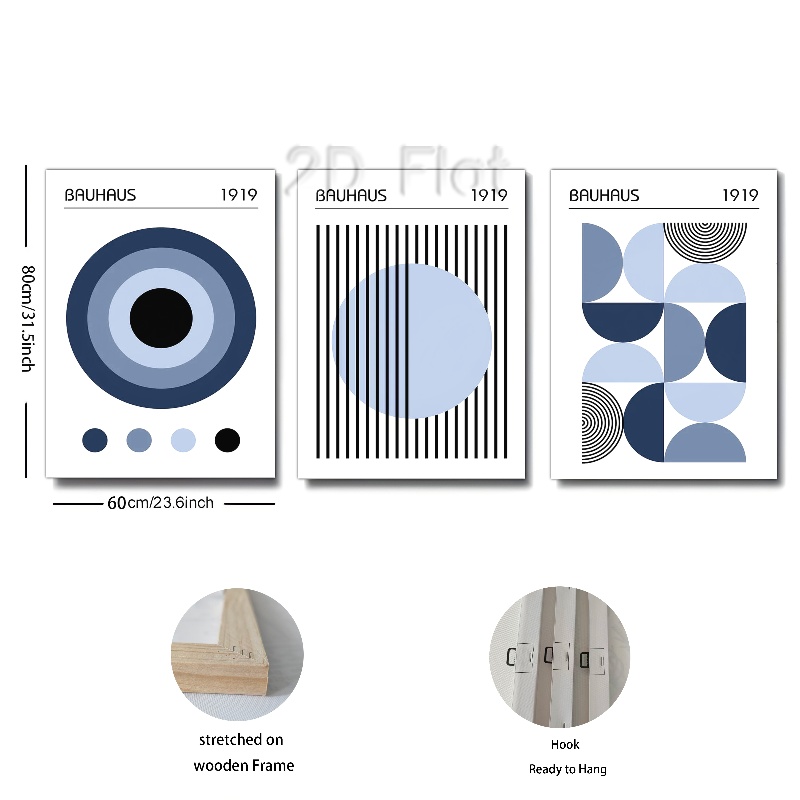 2D Flat
BAUHAUS 1919
BAUHAUS 1919
BAUHAUS 1919
80cm/31.5inch
60cm/23.6inch
stretched on
wooden Frame
Hook
Ready to Hang